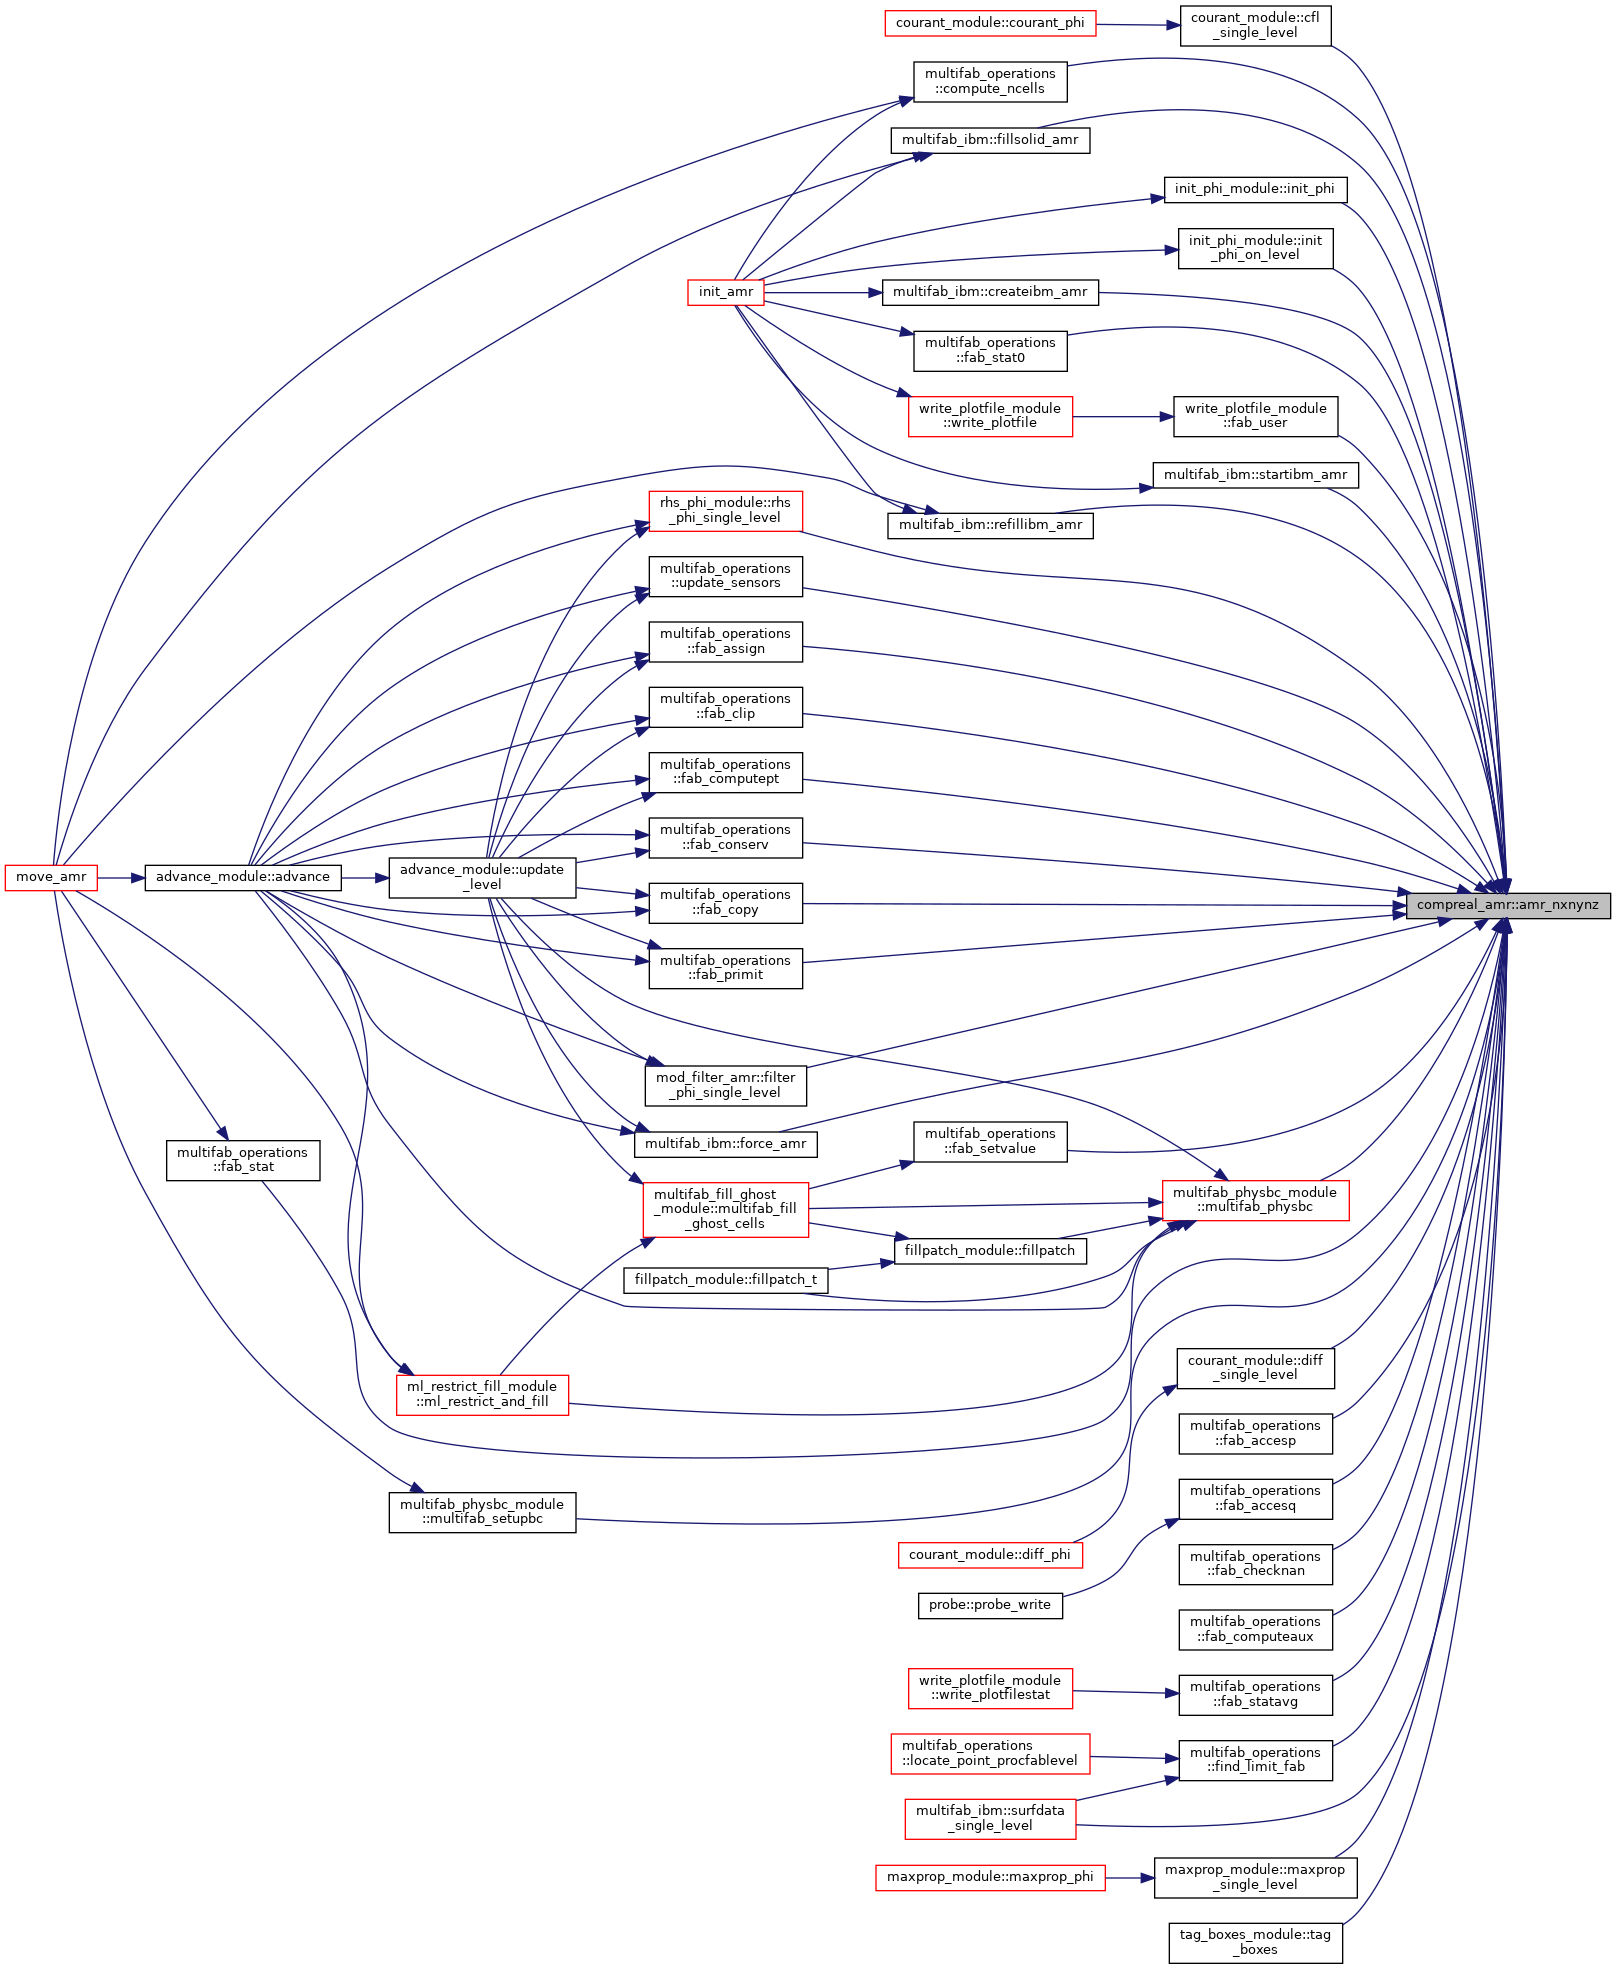 courant_module::courant_phi
courant_module::cfl
_single_level
multifab_operations
::compute_ncells
multifab_ibm::fillsolid_amr
init_phi_module::init_phi
init_phi_module::init
_phi_on_level
init_amr
multifab_ibm::createibm_amr
multifab_operations
::fab_stat0
write_plotfile_module
::write_plotfile
write_plotfile_module
::fab_user
multifab_ibm::startibm_amr
rhs_phi_module::rhs
_phi_single_level
multifab_ibm::refillibm_amr
multifab_operations
::update_sensors
multifab_operations
::fab_assign
multifab_operations
::fab_clip
multifab_operations
::fab_computept
multifab_operations
::fab_conserv
move_amr
advance_module::advance
advance_module::update
_level
multifab_operations
::fab_copy
compreal_amr::amr_nxnynz
multifab_operations
::fab_primit
mod_filter_amr::filter
_phi_single_level
multifab_ibm::force_amr
multifab_operations
::fab_setvalue
multifab_operations
::fab_stat
multifab_fill_ghost
_module::multifab_fill
_ghost_cells
multifab_physbc_module
::multifab_physbc
fillpatch_module::fillpatch
fillpatch_module::fillpatch_t
courant_module::diff
_single_level
ml_restrict_fill_module
::ml_restrict_and_fill
multifab_operations
::fab_accesp
multifab_operations
::fab_accesq
multifab_physbc_module
::multifab_setupbc
courant_module::diff_phi
multifab_operations
::fab_checknan
probe::probe_write
multifab_operations
::fab_computeaux
write_plotfile_module
::write_plotfilestat
multifab_operations
::fab_statavg
multifab_operations
::locate_point_procfablevel
multifab_operations
::find_limit_fab
multifab_ibm::surfdata
_single_level
maxprop_module::maxprop_phi
maxprop_module::maxprop
_single_level
tag_boxes_module::tag
_boxes